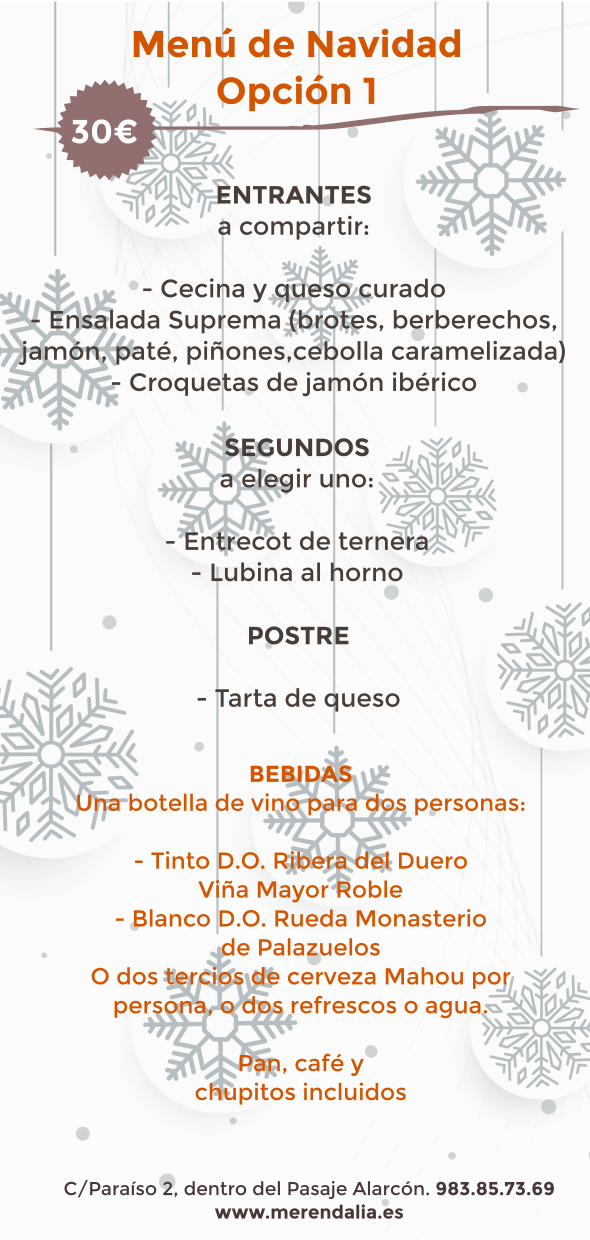 Menú de Navidad
Opción 1
30€
ENTRANTES
a compartir:
- Cecina y queso curado
- Ensalada Suprema (brotes, berberechos,
jamón, paté, piñones,cebolla caramelizada)
- Croquetas de jamón ibérico
SEGUNDOS
a elegir uno:
- Entrecot de ternera
- Lubina al horno
POSTRE
- Tarta de queso
BEBIDAS
Una botella de vino para dos personas:
- Tinto D.O. Ribera del Duero
Viña Mayor Roble
- Blanco D.O. Rueda Monasterio
de Palazuelos
O dos tercios de cerveza Mahou por
persona, o dos refrescos o agua.
Pan, café y
chupitos incluidos
C/Paraíso 2, dentro del Pasaje Alarcón. 983.85.73.69
www.merendalia.es